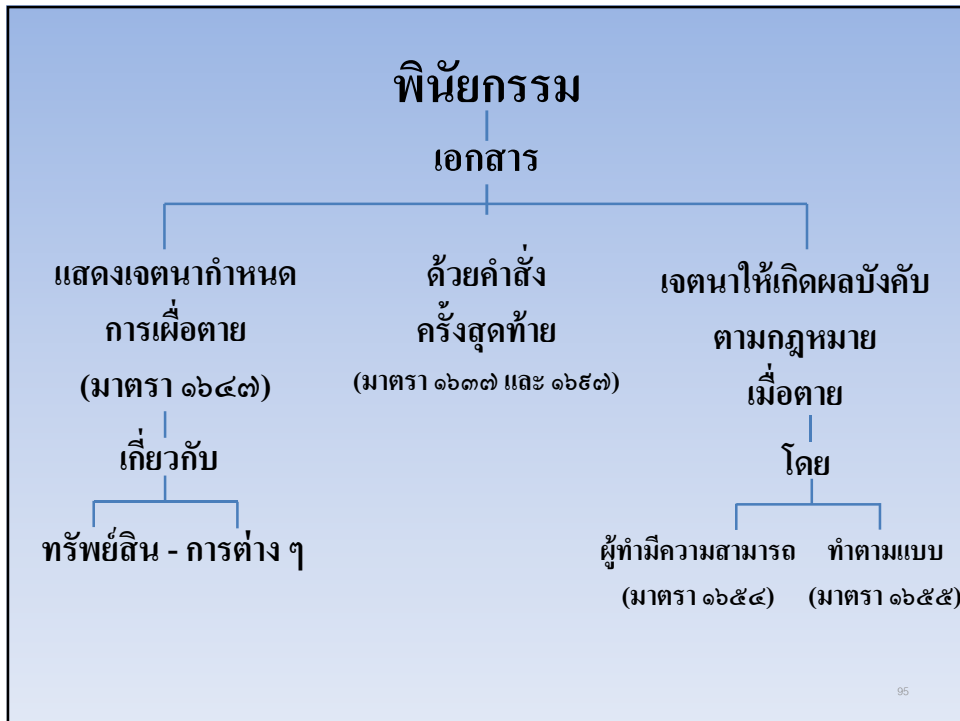 พินัยกรรม
เอกสาร
แสดงเจตนากำหนด
การเผื่อตาย
(มาตรา ๑๖๔๗)
เกี่ยวกับ
ทรัพย์สิน - การต่าง ๆ
ด้วยคำสั่ง
ครั้งสุดท้าย
(มาตรา ๑๖๓๗ และ ๑๖๙๗)
เจตนาให้เกิดผลบังคับ
ตามกฎหมาย
เมื่อตาย
โดย
ผู้ทำมีความสามารถ
(มาตรา ๑๖๕๔)
ทำตามแบบ
(มาตรา ๑๖๕๕)
95